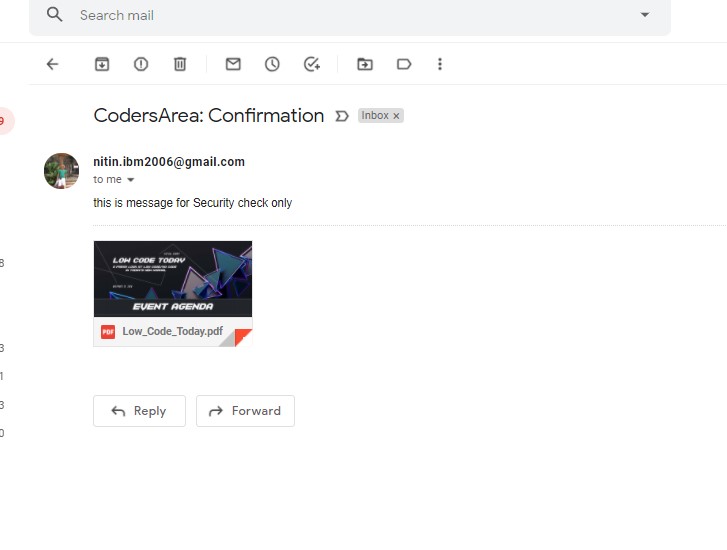 Search mail
9
CodersArea: Confirmation
Inbox ×
nitin.ibm2006@gmail.com
to me
this is message for Security check only
8
LOW CODE TODAY
EVENT AGENDA
PDF Low_Code_Today.pdf
3
1
3
0
Reply
Forward